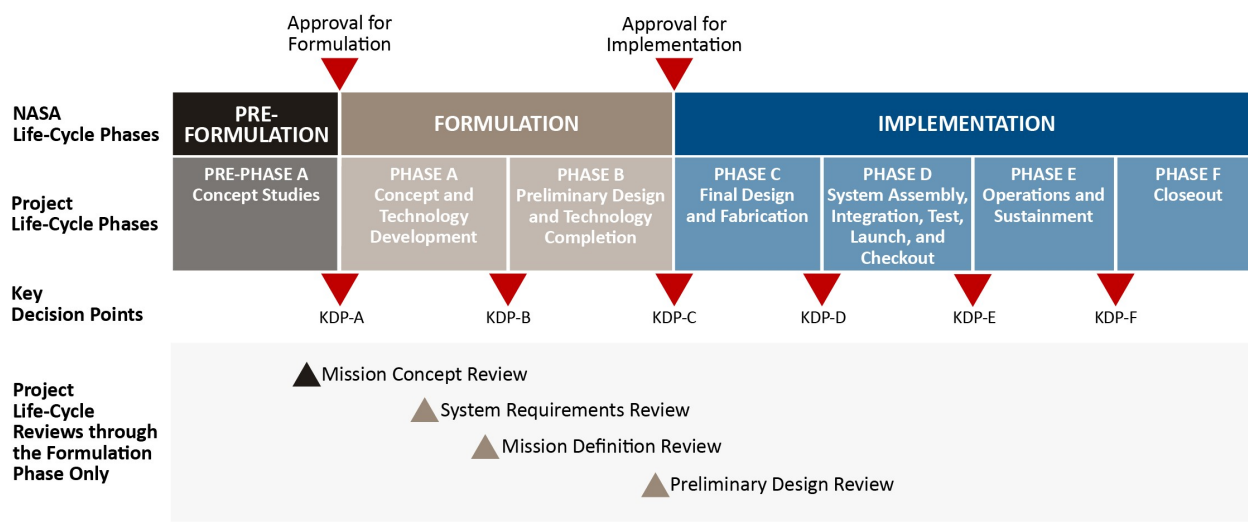 Approval for
Formulation
Approval for
Implementation
NASA
Life-Cycle Phases
PRE-
FORMULATION
FORMULATION
IMPLEMENTATION
Project
Life-Cycle Phases
PRE-PHASE A
Concept Studies
PHASE A
Concept and
Technology
Development
PHASE B
Preliminary Design
and Technology
Completion
PHASE C
Final Design
and Fabrication
PHASE D
System Assembly,
Integration, Test,
Launch, and
Checkout
PHASE E
Operations and
Sustainment
PHASE F
Closeout
Key
Decision Points
KDP-A
KDP-B
KDP-C
KDP-D
KDP-E
KDP-F
Project
Life-Cycle
Reviews through
the Formulation
Phase Only
Mission Concept Review
System Requirements Review
Mission Definition Review
Preliminary Design Review